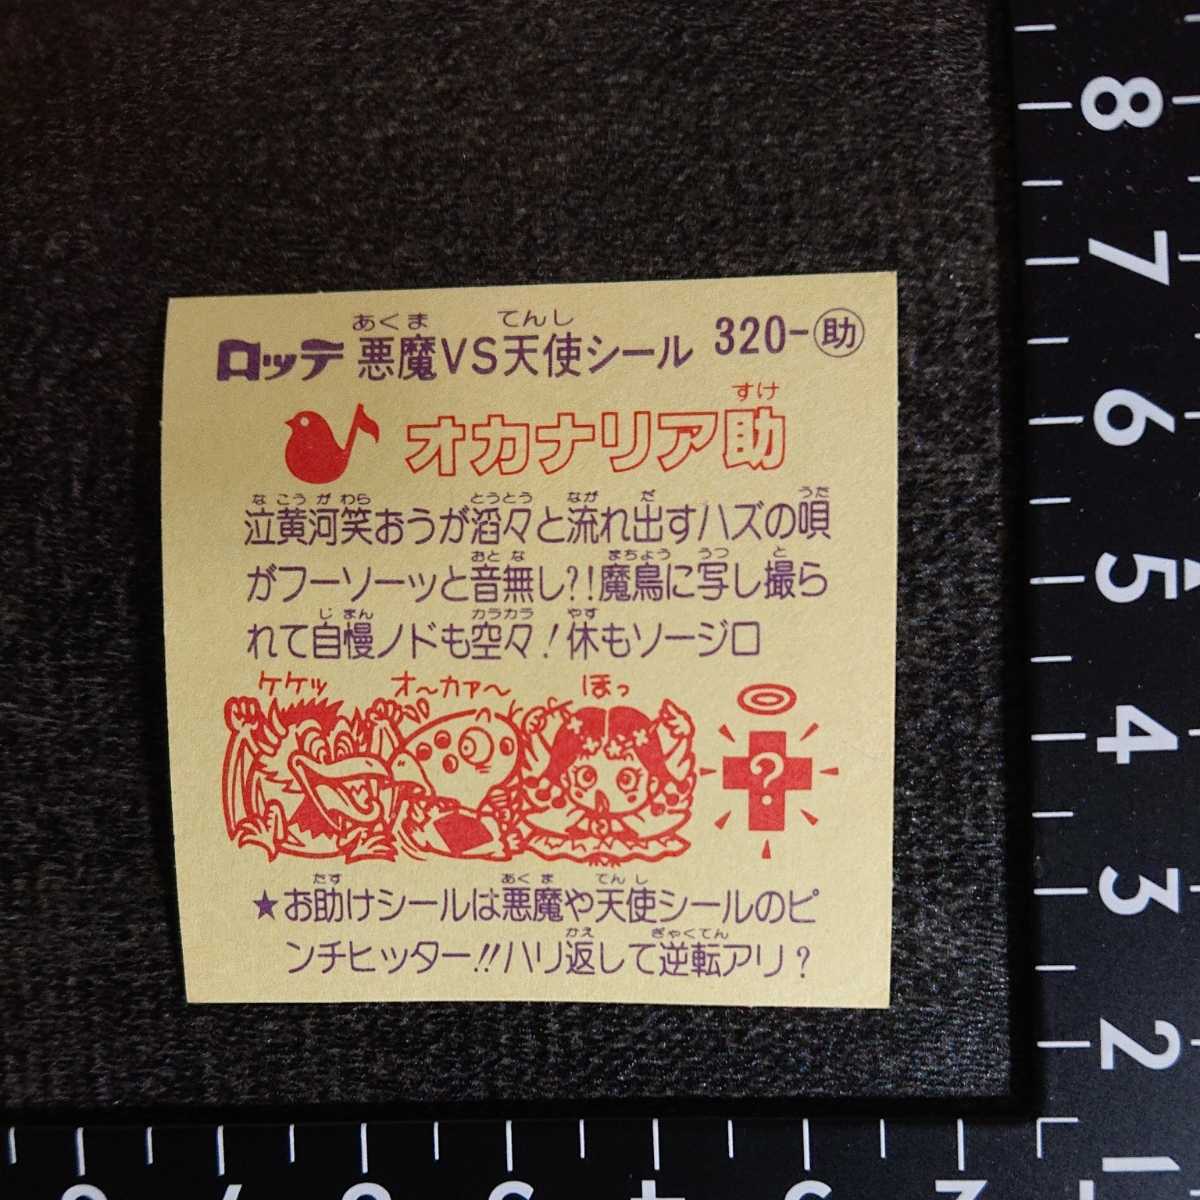 あくま てんし
ロッテ 悪魔VS天使シール 320-助
すけ
オカナリア助
な こう が わら とうとう なが だ うた
泣黄河笑おうが滔々と流れ出すハズの唄
おと な まちょう うつ と
がフーソーッと音無し?!魔鳥に写し撮ら
じ まん カラカラ やす
れて自慢ノドも空々!休もソージロ
ケケッ オ〜カァ〜 ほっ
?
たす あく ま てん し
★お助けシールは悪魔や天使シールのピ
かえ ぎゃくてん
ンチヒッター!!ハリ返して逆転アリ?
8
7
6
5
4
3
2
1